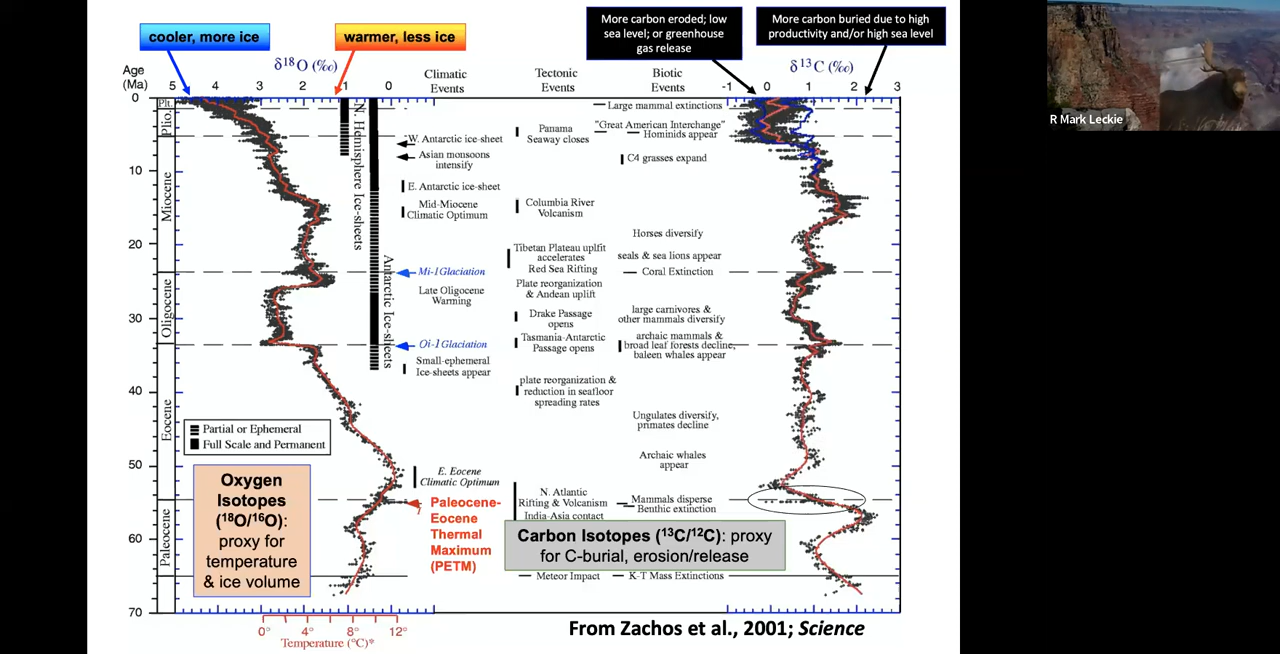 cooler, more ice
warmer, less ice
More carbon eroded; low
sea level; or greenhouse
gas release
More carbon buried due to high
productivity and/or high sea level
Age
(Ma)
δ18O (‰)
5 4 3 2 1 0
Climatic
Events
Tectonic
Events
Biotic
Events
δ13C (‰)
-1 0 1 2 3
0
10
20
30
40
50
60
70
Plt.
Plio.
Miocene
Oligocene
Eocene
Paleocene
N. Hemisphere Ice-sheets
Antarctic Ice-sheets
W. Antarctic ice-sheet
Asian monsoons
intensify
E. Antarctic ice-sheet
Mid-Miocene
Climatic Optimum
Mi-1Glaciation
Late Oligocene
Warming
Oi-1Glaciation
Small-ephemeral
Ice-sheets appear
E. Eocene
Climatic Optimum
Paleocene-
Eocene
Thermal
Maximum
(PETM)
Panama
Seaway closes
Columbia River
Volcanism
Tibetan Plateau uplfit
accelerates
Red Sea Rifting
Plate reorganization
& Andean uplift
Drake Passage
opens
Tasmania-Antarctic
Passage opens
plate reorganization &
reduction in seafloor
spreading rates
N. Atlantic
Rifting & Volcanism
India-Asia contact
Meteor Impact
Large mammal extinctions
"Great American Interchange"
Hominids appear
C4 grasses expand
Horses diversify
seals & sea lions appear
Coral Extinction
large carnivores &
other mammals diversify
archaic mammals &
broad leaf forests decline,
baleen whales appear
Ungulates diversify,
primates decline
Archaic whales
appear
Mammals disperse
Benthic extinction
K-T Mass Extinctions
Partial or Ephemeral
Full Scale and Permanent
Oxygen
Isotopes
(18O/16O):
proxy for
temperature
& ice volume
Carbon Isotopes (13C/12C): proxy
for C-burial, erosion/release
0° 4° 8° 12°
Temperature (°C)*
From Zachos et al., 2001; Science
R Mark Leckie